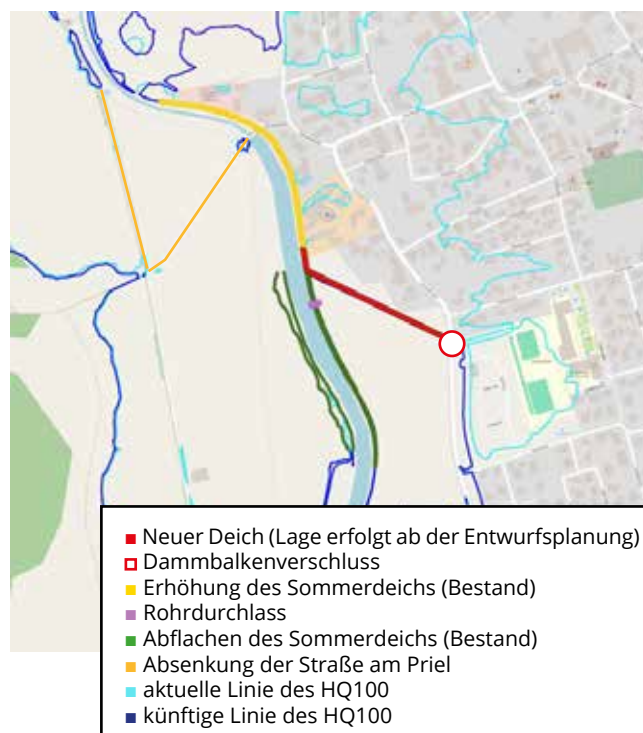 Neuer Deich (Lage erfolgt ab der Entwurfsplanung)
Dammbalkenverschluss
Erhöhung des Sommerdeichs (Bestand)
Rohrdurchlass
Abflachen des Sommerdeichs (Bestand)
Absenkung der Straße am Priel
aktuelle Linie des HQ100
künftige Linie des HQ100